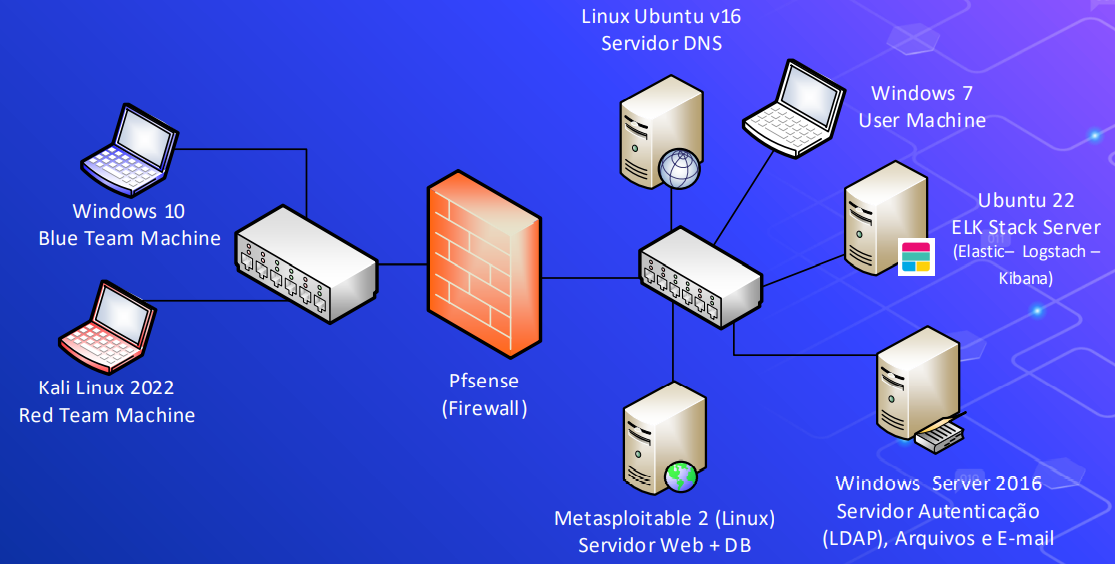 Linux Ubuntu v16
Servidor DNS
Windows 7
User Machine
Windows 10
Blue Team Machine
Ubuntu 22
ELK Stack Server
(Elastic– Logstach –
Kibana)
Kali Linux 2022
Red Team Machine
Pfsense
(Firewall)
Metasploitable 2 (Linux)
Servidor Web + DB
Windows Server 2016
Servidor Autenticação
(LDAP), Arquivos e E-mail